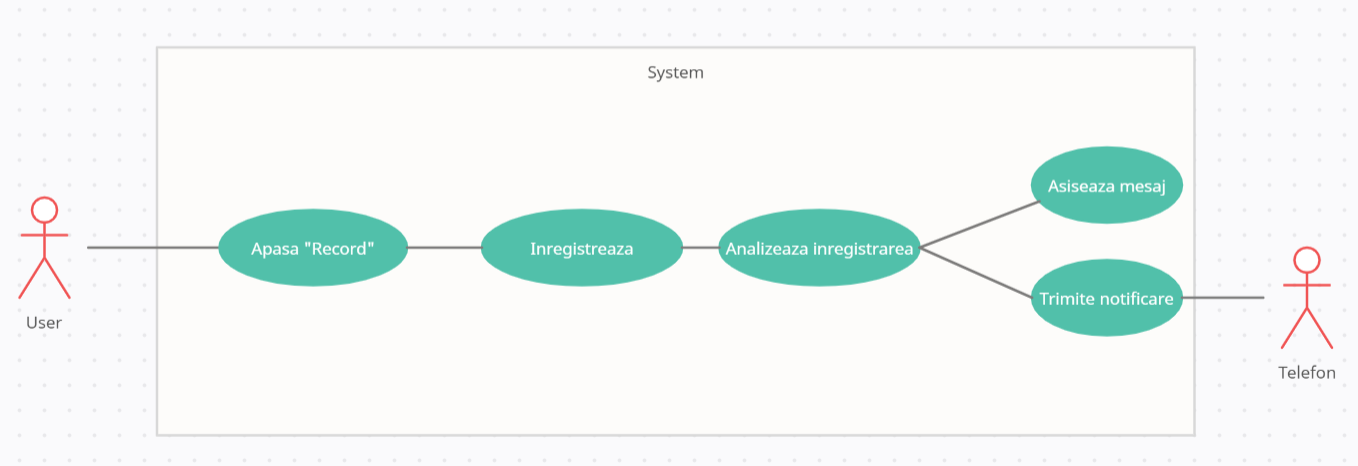 System
Asiseaza mesaj
Apasa "Record"
Inregistreaza
Analizeaza inregistrarea
Trimite notificare
User
Telefon